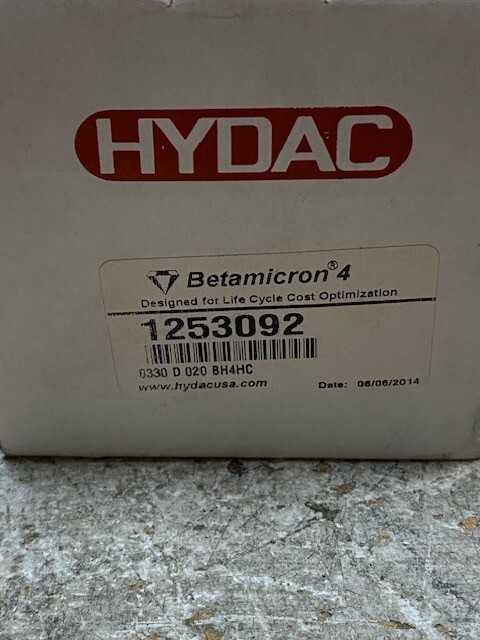 HYDAC
Betamicron®4
Designed for Life Cycle Cost Optimization
1253092
0330 D 020 BH4HC
www.hydacusa.com Date: 06/06/2014